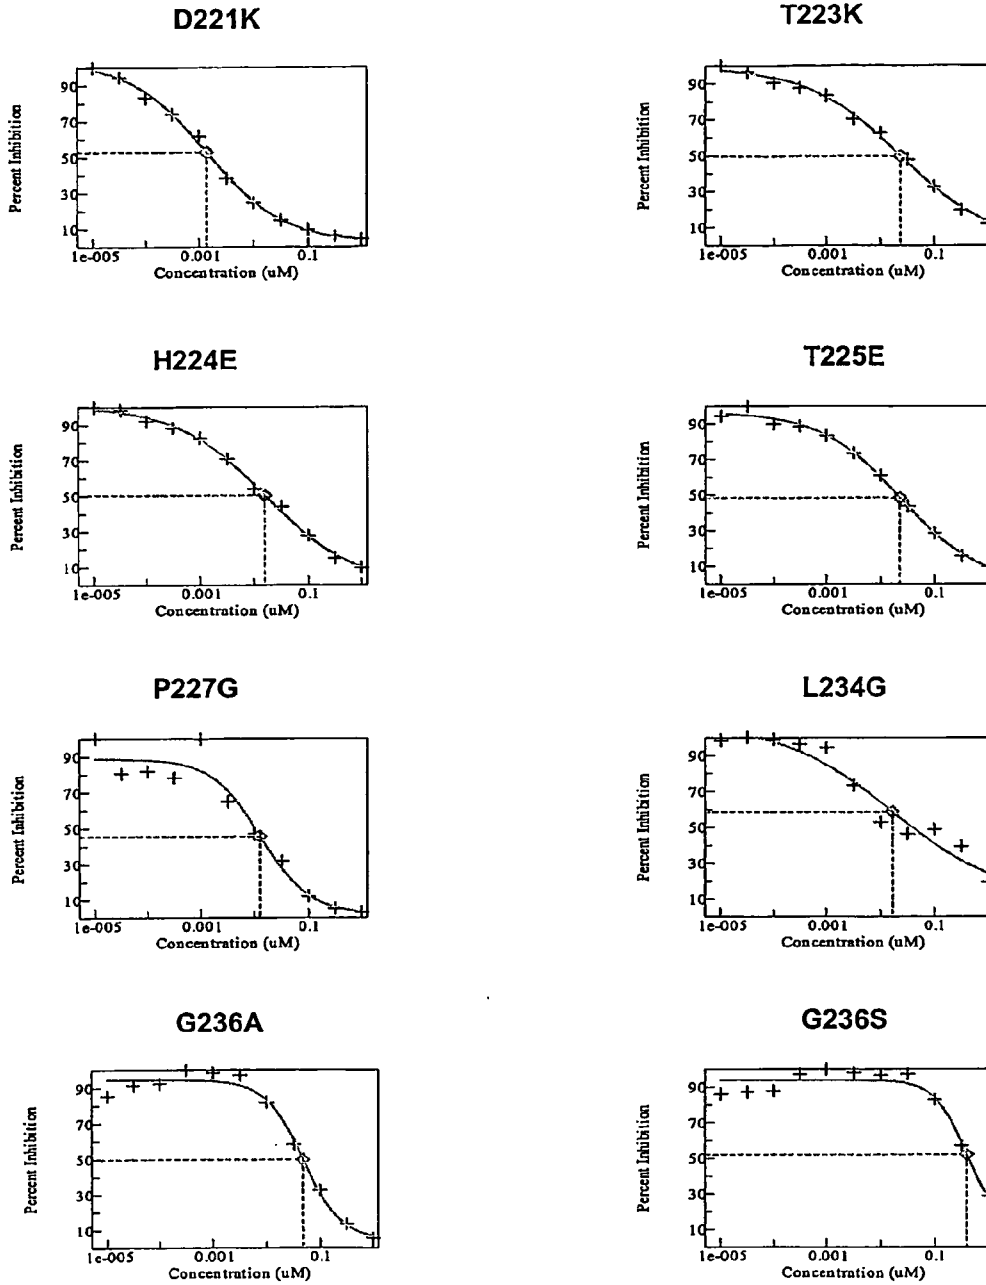 D221K
T223K
Percent Inhibition
90
70
50
30
10
1e-005 0.001 0.1
Concentration (uM)
Percent Inhibition
90
70
50
30
10
1e-005 0.001 0.1
Concentration (uM)
H224E
T225E
Percent Inhibition
90
70
50
30
10
1e-005 0.001 0.1
Concentration (uM)
Percent Inhibition
90
70
50
30
10
1e-005 0.001 0.1
Concentration (uM)
P227G
L234G
Percent Inhibition
90
70
50
30
10
1e-005 0.001 0.1
Concentration (uM)
Percent Inhibition
90
70
50
30
10
1e-005 0.001 0.1
Concentration (uM)
G236A
G236S
Percent Inhibition
90
70
50
30
10
1e-005 0.001 0.1
Concentration (uM)
Percent Inhibition
90
70
50
30
10
1e-005 0.001 0.1
Concentration (uM)